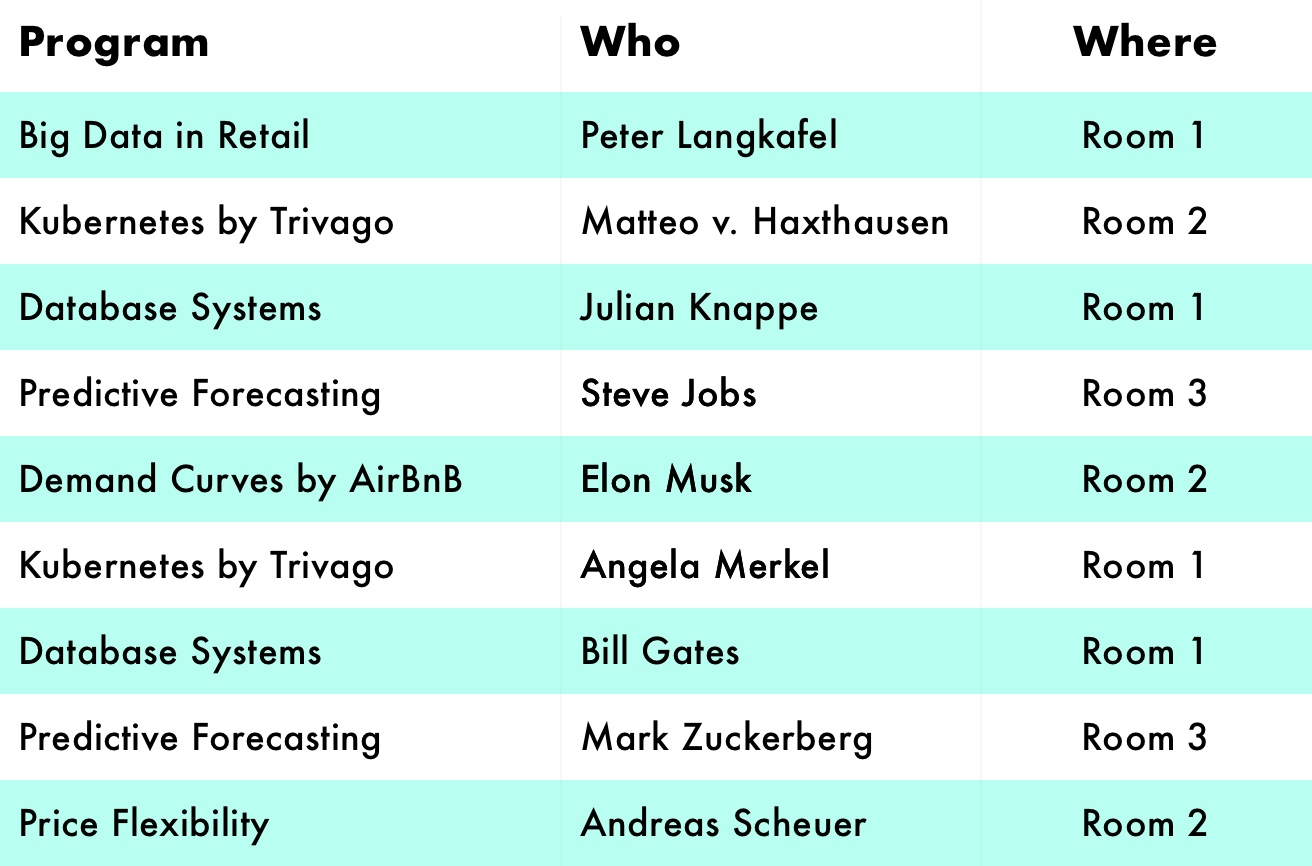 Program Who Where
Big Data in Retail Peter Langkafel Room 1
Kubernetes by Trivago Matteo v. Haxthausen Room 2
Database Systems Julian Knappe Room 1
Predictive Forecasting Steve Jobs Room 3
Demand Curves by AirBnB Elon Musk Room 2
Kubernetes by Trivago Angela Merkel Room 1
Database Systems Bill Gates Room 1
Predictive Forecasting Mark Zuckerberg Room 3
Price Flexibility Andreas Scheuer Room 2